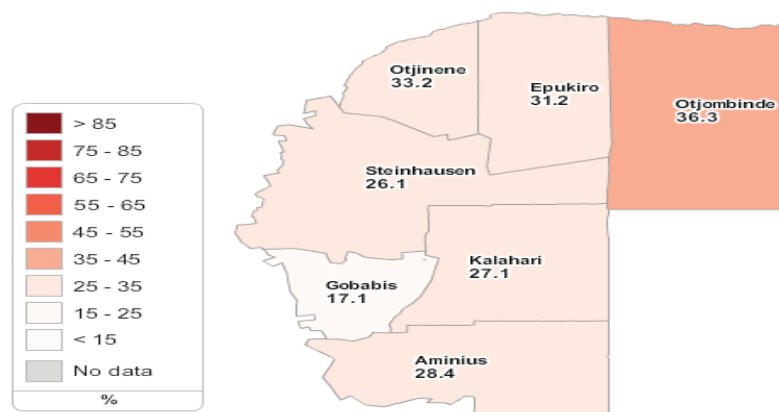 > 85
75 - 85
65 - 75
55 - 65
45 - 55
35 - 45
25 - 35
15 - 25
< 15
No data
%
Otjinene
33.2
Epukiro
31.2
Otjombinde
36.3
Steinhausen
26.1
Kalahari
27.1
Gobabis
17.1
Aminius
28.4